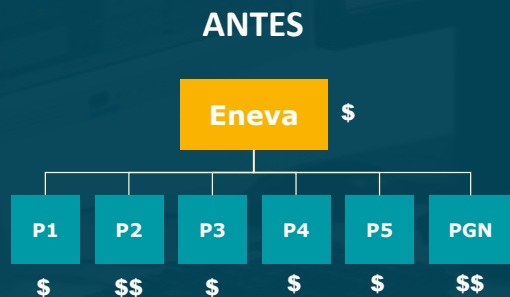 ANTES
Eneva $
P1 P2 P3 P4 P5 PGN
$ $$ $ $ $ $$